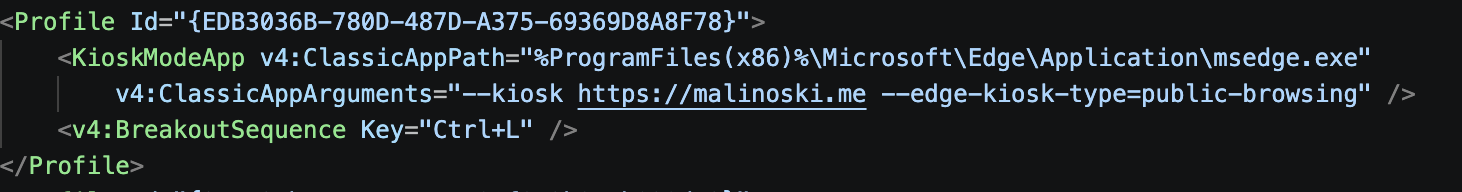 <Profile Id="{EDB3036B-780D-487D-A375-69369D8A8F78}">
<KioskModeApp v4:ClassicAppPath="%ProgramFiles(x86)%\Microsoft\Edge\Application\msedge.exe"
v4:ClassicAppArguments="--kiosk https://malinoski.me --edge-kiosk-type=public-browsing" />
<v4:BreakoutSequence Key="Ctrl+L" />
</Profile>